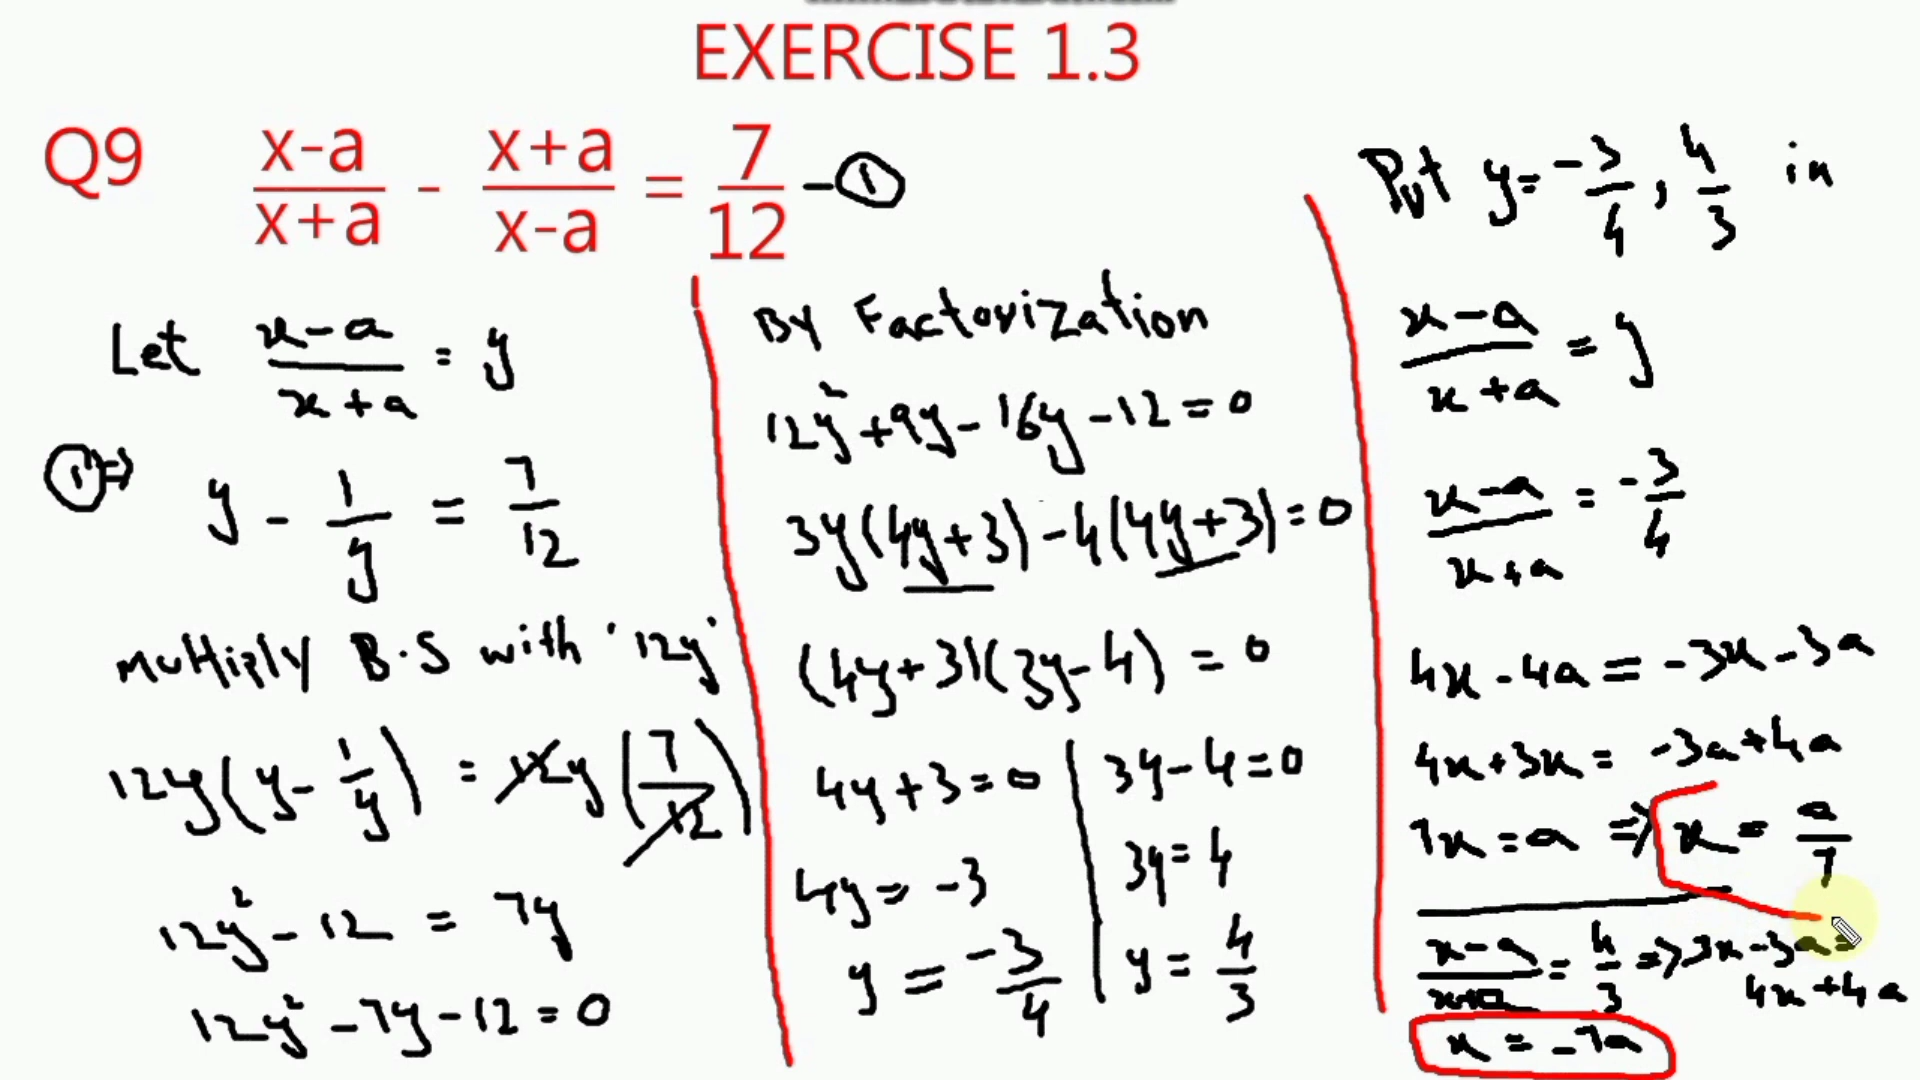 EXERCISE 1.3
Q9 (x-a)/(x+a) - (x+a)/(x-a) = 7/12 - ①
Let (x-a)/(x+a) = y
①⇒ y - 1/y = 7/12
Multiply B.S with '12y'
12y(y - 1/y) = 12y(7/12)
12y² - 12 = 7y
12y² - 7y - 12 = 0
By Factorization
12y² + 9y - 16y - 12 = 0
3y(4y+3) - 4(4y+3) = 0
(4y+3)(3y-4) = 0
4y+3=0 | 3y-4=0
4y = -3 | 3y = 4
y = -3/4 | y = 4/3
Put y = -3/4, 4/3 in
(x-a)/(x+a) = y
(x-a)/(x+a) = -3/4
4x - 4a = -3x - 3a
4x + 3x = -3a + 4a
7x = a ⇒ x = a/7
(x-a)/(x+a) = 4/3 ⇒ 3x - 3a =
4x + 4a
x = -7a